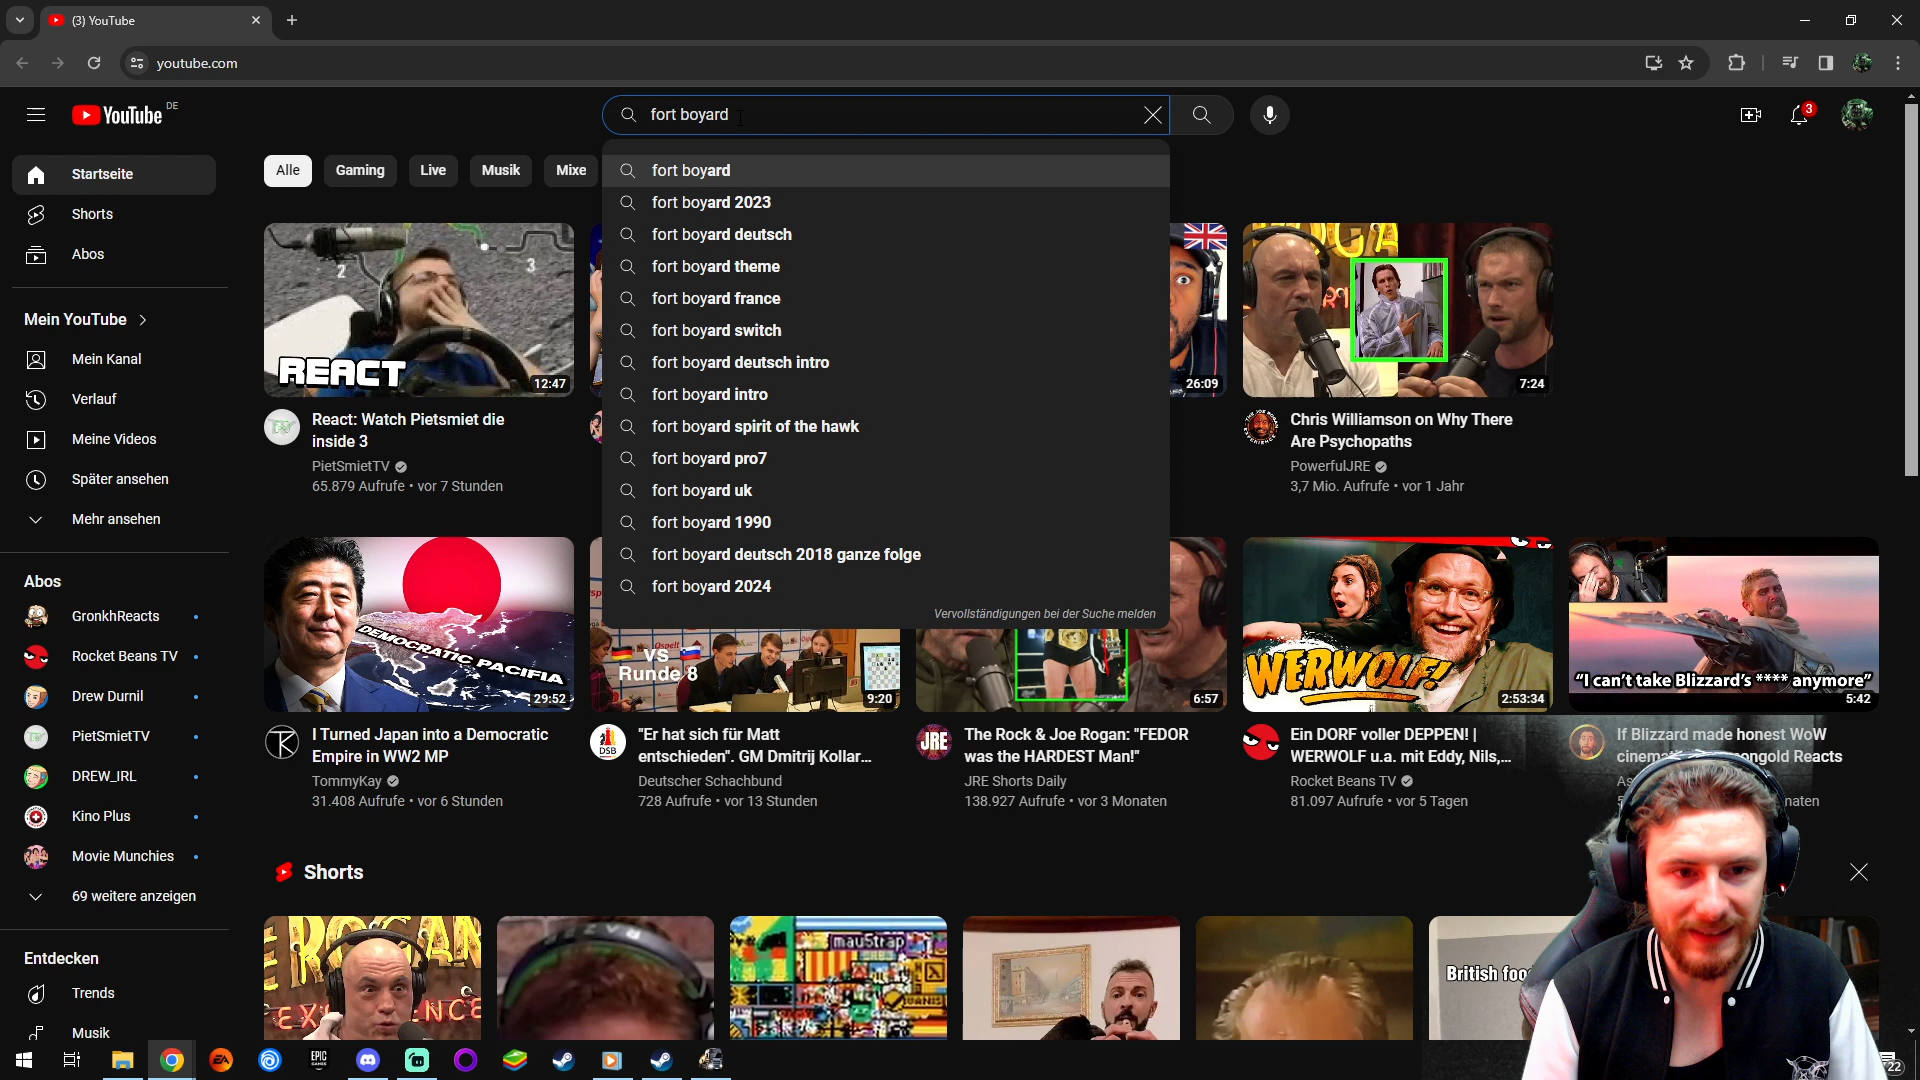 (3) YouTube
youtube.com
YouTube DE
fort boyard
3
Startseite
Shorts
Abos
Mein YouTube
Mein Kanal
Verlauf
Meine Videos
Später ansehen
Mehr ansehen
Abos
GronkhReacts
Rocket Beans TV
Drew Durnil
PietSmietTV
DREW_IRL
Kino Plus
Movie Munchies
69 weitere anzeigen
Entdecken
Trends
Musik
Alle
Gaming
Live
Musik
Mixe
fort boyard
fort boyard 2023
fort boyard deutsch
fort boyard theme
fort boyard france
fort boyard switch
fort boyard deutsch intro
fort boyard intro
fort boyard spirit of the hawk
fort boyard pro7
fort boyard uk
fort boyard 1990
fort boyard deutsch 2018 ganze folge
fort boyard 2024
Vervollständigungen bei der Suche melden
2
3
REACT
12:47
React: Watch Pietsmiet die
inside 3
PietSmietTV
65.879 Aufrufe • vor 7 Stunden
26:09
7:24
Chris Williamson on Why There
Are Psychopaths
PowerfulJRE
3,7 Mio. Aufrufe • vor 1 Jahr
DEMOCRATIC PACIFIA
29:52
I Turned Japan into a Democratic
Empire in WW2 MP
TommyKay
31.408 Aufrufe • vor 6 Stunden
VS
Runde 8
9:20
DSB
"Er hat sich für Matt
entschieden". GM Dmitrij Kollar...
Deutscher Schachbund
728 Aufrufe • vor 13 Stunden
6:57
JRE
The Rock & Joe Rogan: "FEDOR
was the HARDEST Man!"
JRE Shorts Daily
138.927 Aufrufe • vor 3 Monaten
WERWOLF!
2:53:34
Ein DORF voller DEPPEN! |
WERWOLF u.a. mit Eddy, Nils,...
Rocket Beans TV
81.097 Aufrufe • vor 5 Tagen
"I can't take Blizzard's **** anymore"
5:42
If Blizzard made honest WoW
Reacts
Shorts
mau5trap
British
EPIC
GAMES
EA
22